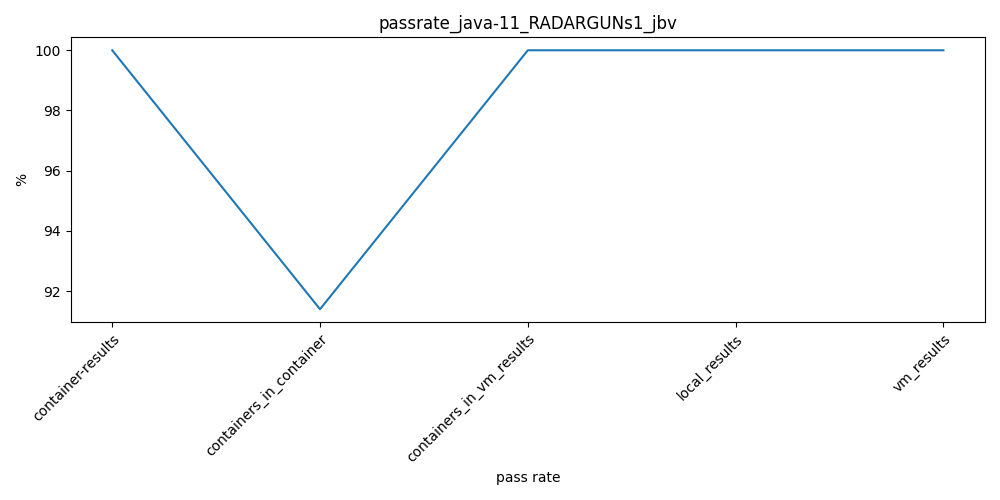 passrate_java-11_RADARGUNs1_jbv
100
98
96
94
92
%
container-results
containers_in_container
containers_in_vm_results
local_results
vm_results
pass rate